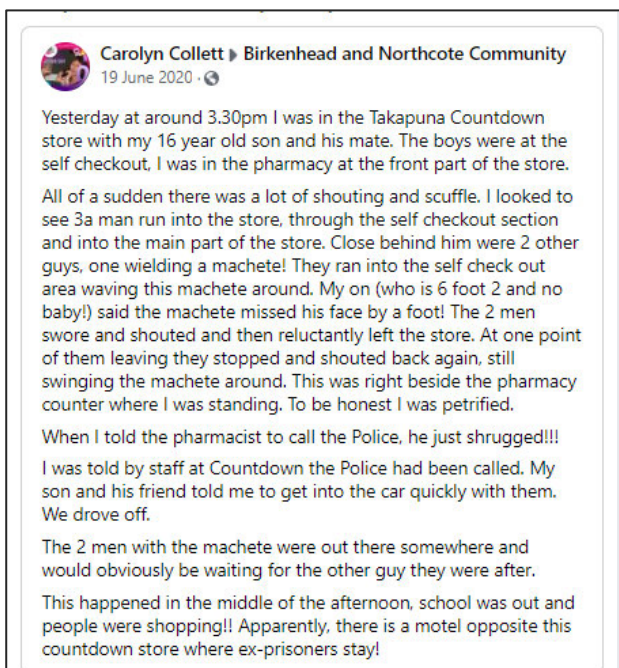 Carolyn Collett ▸ Birkenhead and Northcote Community
19 June 2020 ·
Yesterday at around 3.30pm I was in the Takapuna Countdown
store with my 16 year old son and his mate. The boys were at the
self checkout, I was in the pharmacy at the front part of the store.
All of a sudden there was a lot of shouting and scuffle. I looked to
see 3a man run into the store, through the self checkout section
and into the main part of the store. Close behind him were 2 other
guys, one wielding a machete! They ran into the self check out
area waving this machete around. My on (who is 6 foot 2 and no
baby!) said the machete missed his face by a foot! The 2 men
swore and shouted and then reluctantly left the store. At one point
of them leaving they stopped and shouted back again, still
swinging the machete around. This was right beside the pharmacy
counter where I was standing. To be honest I was petrified.
When I told the pharmacist to call the Police, he just shrugged!!!
I was told by staff at Countdown the Police had been called. My
son and his friend told me to get into the car quickly with them.
We drove off.
The 2 men with the machete were out there somewhere and
would obviously be waiting for the other guy they were after.
This happened in the middle of the afternoon, school was out and
people were shopping!! Apparently, there is a motel opposite this
countdown store where ex-prisoners stay!